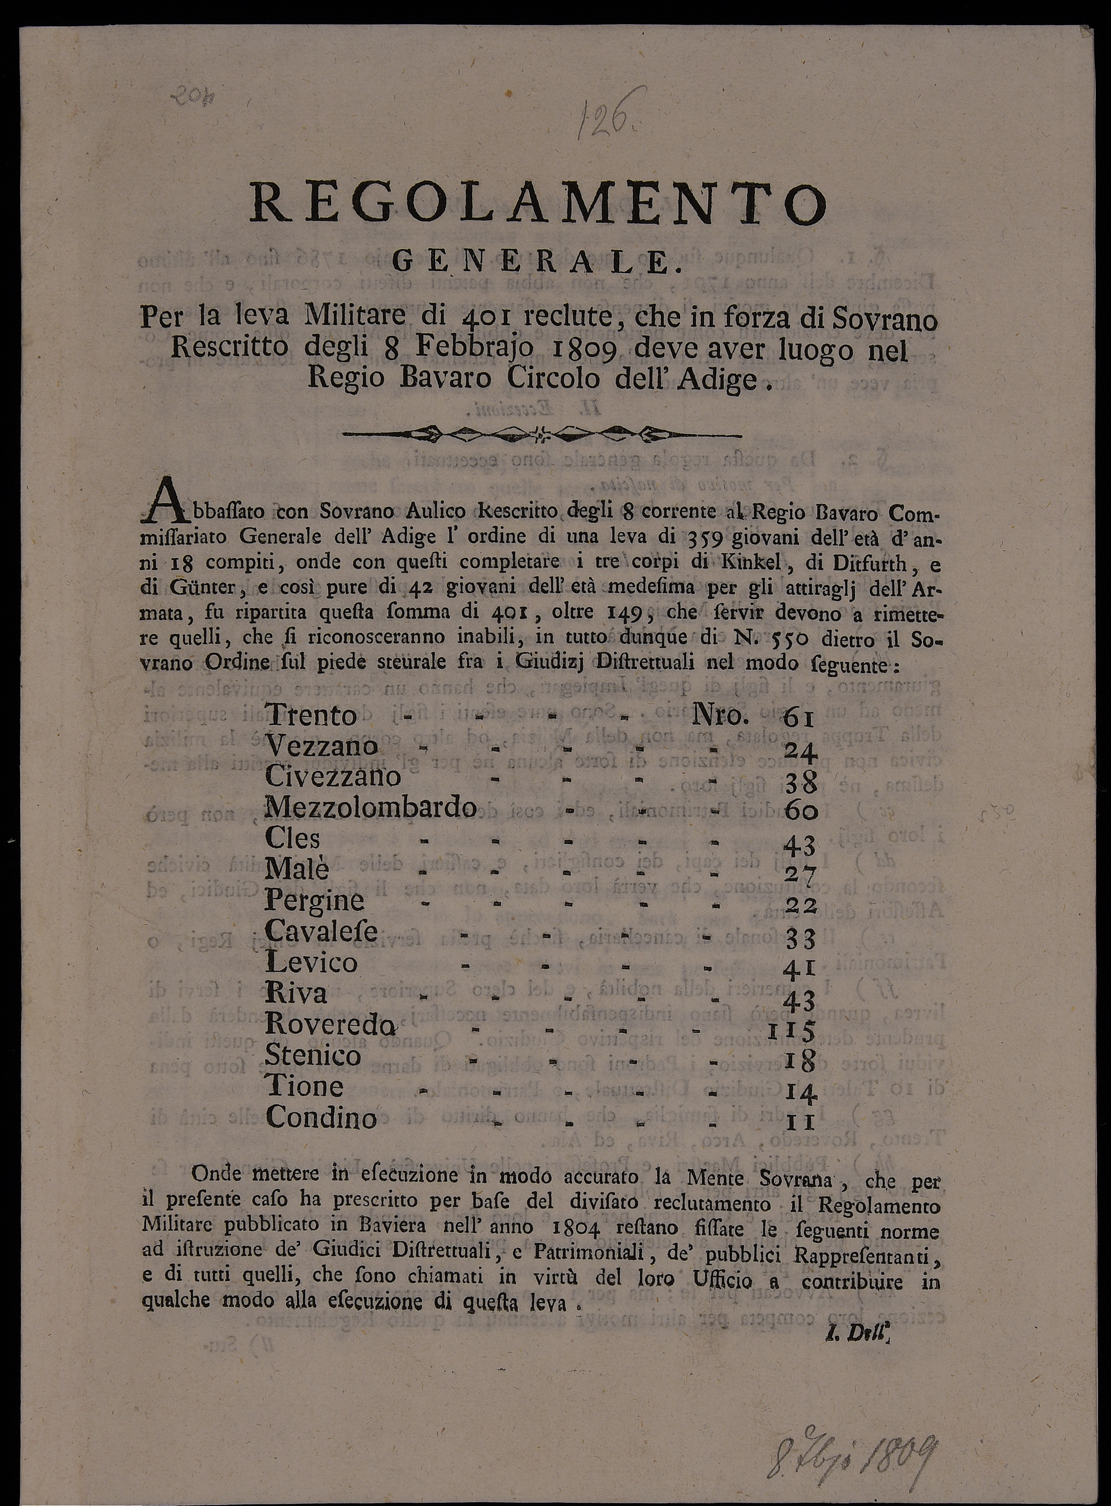 204
126.
REGOLAMENTO
GENERALE.
Per la leva Militare di 401 reclute, che in forza di Sovrano
Rescritto degli 8 Febbrajo 1809 deve aver luogo nel
Regio Bavaro Circolo dell' Adige.
Abbaſſato con Sovrano Aulico Rescritto degli 8 corrente al Regio Bavaro Com-
miſſariato Generale dell' Adige l' ordine di una leva di 359 giovani dell' età d' an-
ni 18 compiti, onde con queſti completare i tre corpi di Kinkel, di Ditfurth, e
di Günter, e così pure di 42 giovani dell' età medeſima per gli attiraglj dell' Ar-
mata, fu ripartita queſta ſomma di 401, oltre 149, che ſervir devono a rimette-
re quelli, che ſi riconosceranno inabili, in tutto dunque di N. 550 dietro il So-
vrano Ordine ſul piede steurale fra i Giudizj Diſtrettuali nel modo ſeguente:
Trento - - - - Nro. 61
Vezzano - - - - - 24
Civezzano - - - - 38
Mezzolombardo - - - 60
Cles - - - - - 43
Malè - - - - - 27
Pergine - - - - - 22
Cavaleſe - - - - 33
Levico - - - - 41
Riva - - - - - 43
Roveredo - - - - 115
Stenico - - - - 18
Tione - - - - - 14
Condino - - - - 11
Onde mettere in eſecuzione in modo accurato la Mente Sovrana, che per
il preſente caſo ha prescritto per baſe del diviſato reclutamento il Regolamento
Militare pubblicato in Baviera nell' anno 1804 reſtano fiſſate le ſeguenti norme
ad iſtruzione de' Giudici Diſtrettuali, e Patrimoniali, de' pubblici Rappreſentanti,
e di tutti quelli, che ſono chiamati in virtù del loro Ufficio a contribuire in
qualche modo alla eſecuzione di queſta leva.
I. Dell'
8. 1809